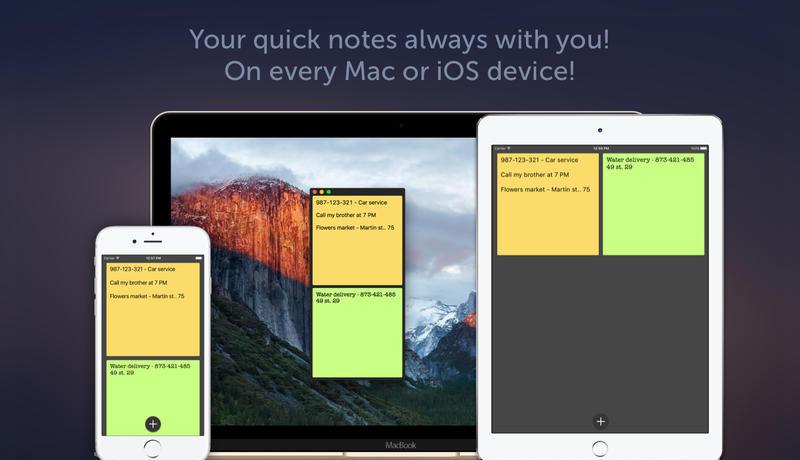 Your quick notes always with you!
On every Mac or iOS device!
987-123-321 - Car service
Call my brother at 7 PM
Flowers market - Martin st.. 75
Water delivery - 873-421-485
49 st. 29
MacBook
Carrier
12:57 PM
987-123-321 - Car service
Call my brother at 7 PM
Flowers market - Martin st.. 75
Water delivery - 873-421-485
49 st. 29
+
Carrier
12:58 PM
100%
987-123-321 - Car service
Call my brother at 7 PM
Flowers market - Martin st.. 75
Water delivery - 873-421-485
49 st. 29
+